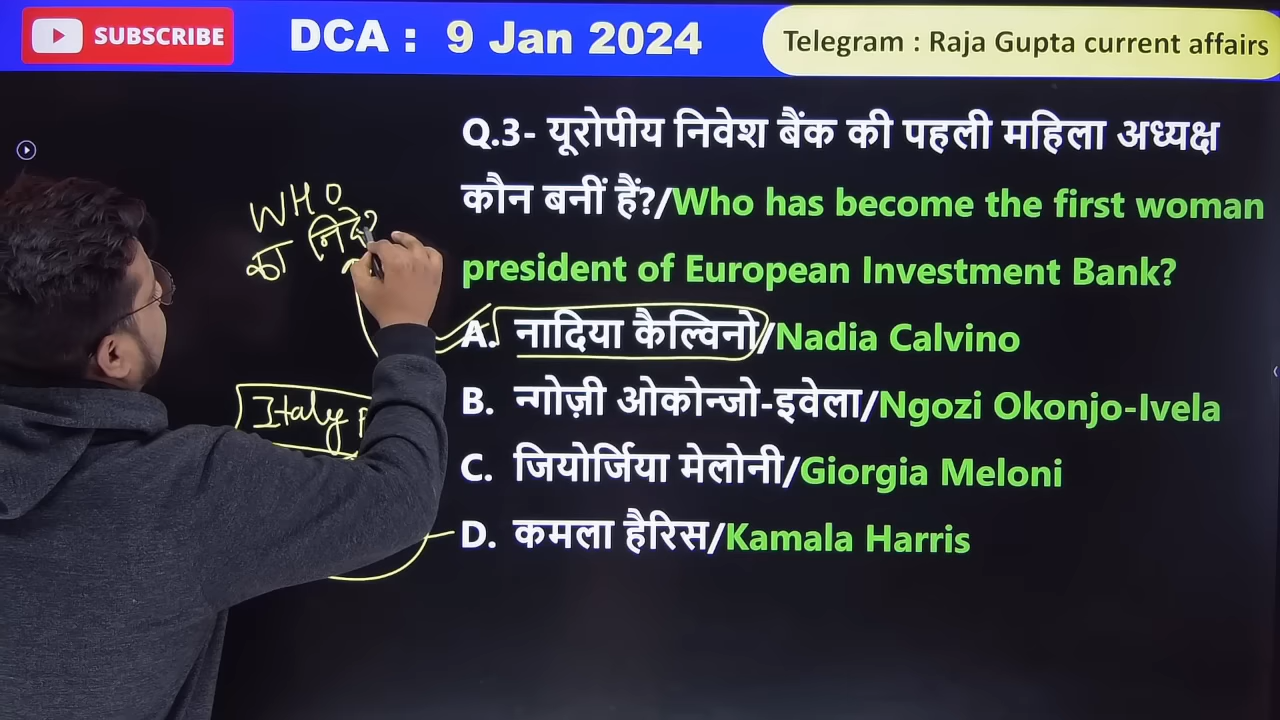 SUBSCRIBE
DCA : 9 Jan 2024
Telegram : Raja Gupta current affairs
Q.3- यूरोपीय निवेश बैंक की पहली महिला अध्यक्ष
कौन बनीं हैं?/Who has become the first woman
president of European Investment Bank?
A. नादिया कैल्विनो/Nadia Calvino
B. न्गोज़ी ओकोन्जो-इवेला/Ngozi Okonjo-Ivela
C. जियोर्जिया मेलोनी/Giorgia Meloni
D. कमला हैरिस/Kamala Harris
WHO
का
Italy